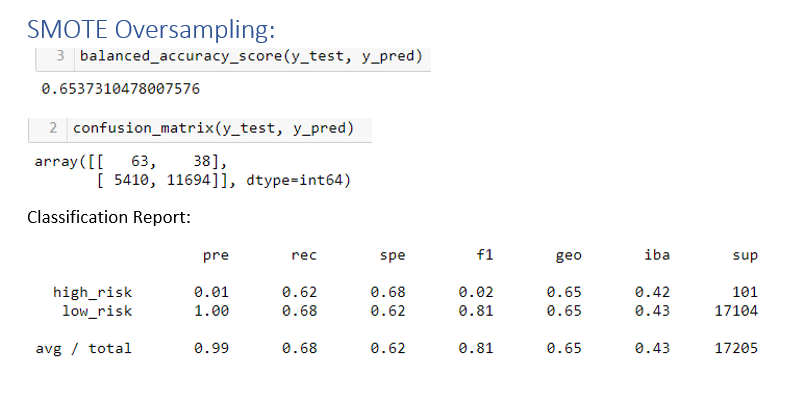 SMOTE Oversampling:
3 balanced_accuracy_score(y_test, y_pred)
0.6537310478007576
2 confusion_matrix(y_test, y_pred)
array([[ 63, 38],
[ 5410, 11694]], dtype=int64)
Classification Report:
pre rec spe f1 geo iba sup
high_risk 0.01 0.62 0.68 0.02 0.65 0.42 101
low_risk 1.00 0.68 0.62 0.81 0.65 0.43 17104
avg / total 0.99 0.68 0.62 0.81 0.65 0.43 17205